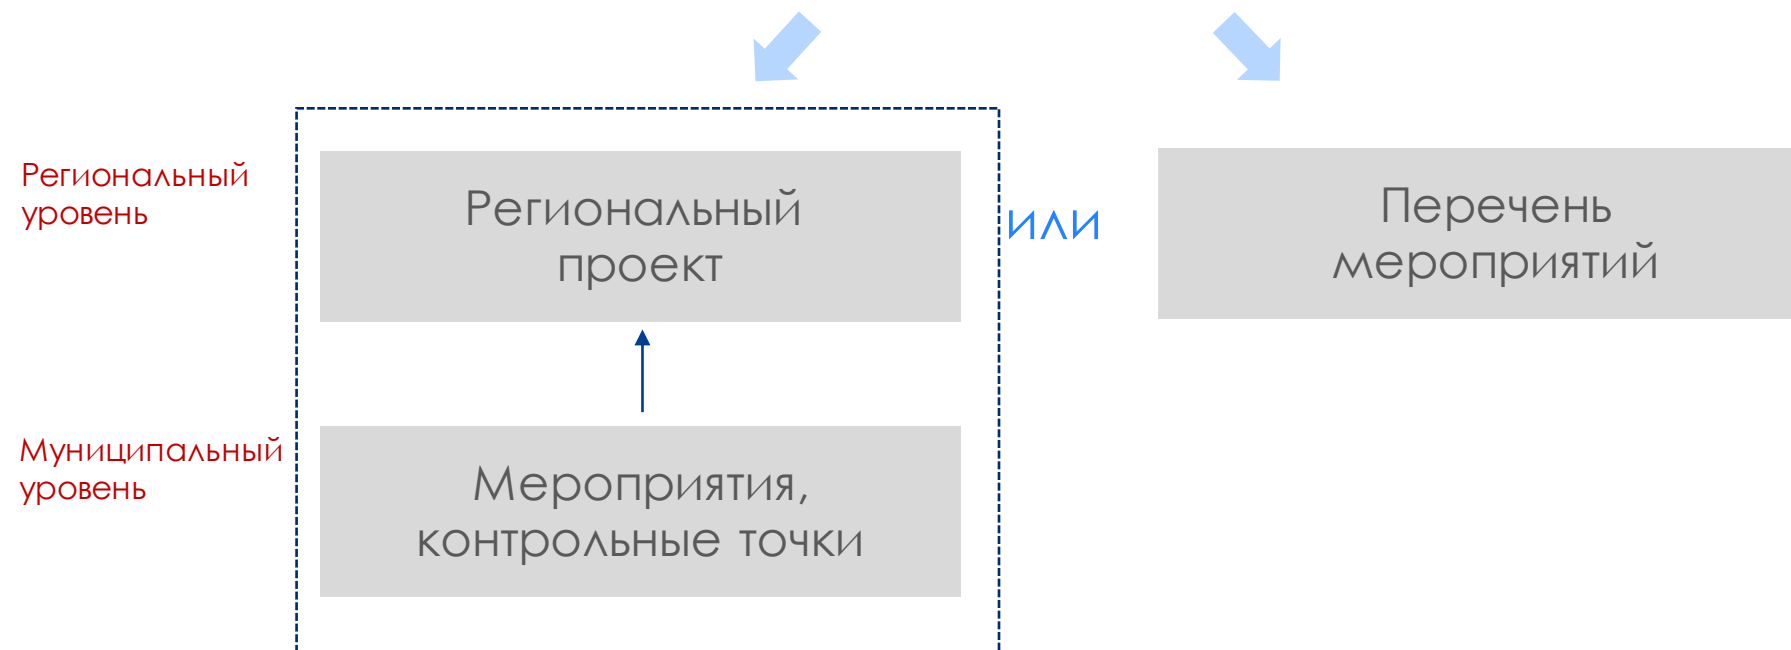 Региональный
уровень
Региональный
проект
или
Перечень
мероприятий
Муниципальный
уровень
Мероприятия,
контрольные точки